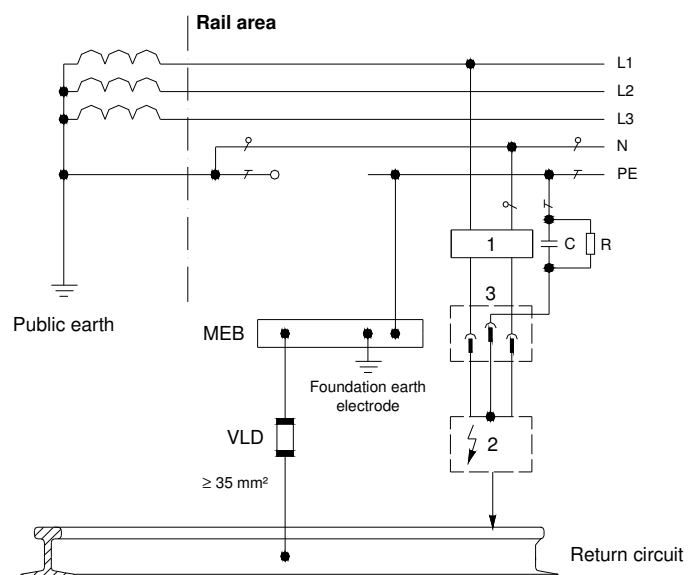 Rail area
L1
L2
L3
N
PE
1
C
R
3
Public earth
MEB
Foundation earth
electrode
VLD
2
≥ 35 mm²
Return circuit